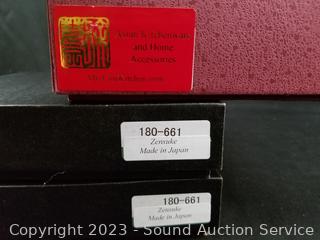 Asian Kitchenware
and Home
Accessories
180-661
Zensuke
Made in Japan
180-661
Zensuke
Made in Japan
Copyright © 2023 - Sound Auction Service